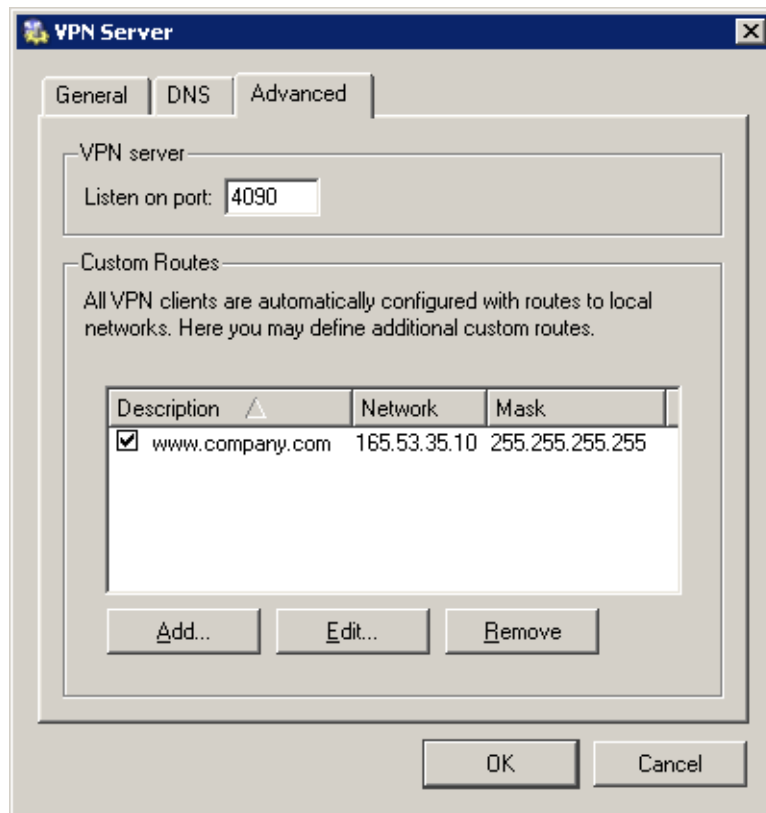 VPN Server
General DNS Advanced
VPN server
Listen on port: 4090
Custom Routes
All VPN clients are automatically configured with routes to local
networks. Here you may define additional custom routes.
Description Network Mask
www.company.com 165.53.35.10 255.255.255.255
Add... Edit... Remove
OK Cancel